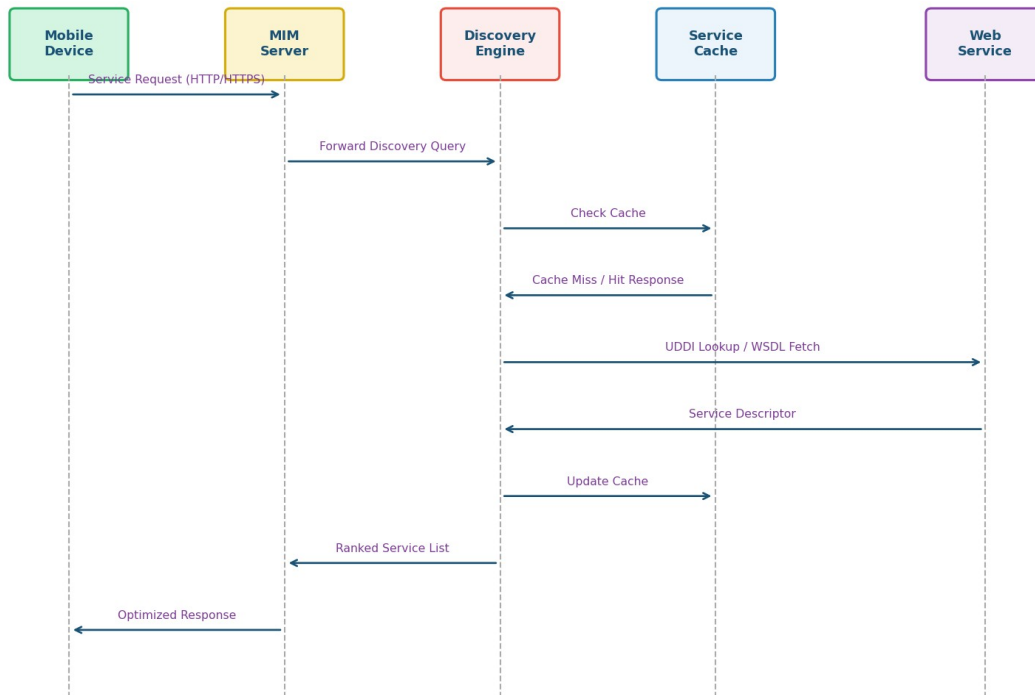 Mobile
Device
MIM
Server
Discovery
Engine
Service
Cache
Web
Service
Service Request (HTTP/HTTPS)
Forward Discovery Query
Check Cache
Cache Miss / Hit Response
UDDI Lookup / WSDL Fetch
Service Descriptor
Update Cache
Ranked Service List
Optimized Response